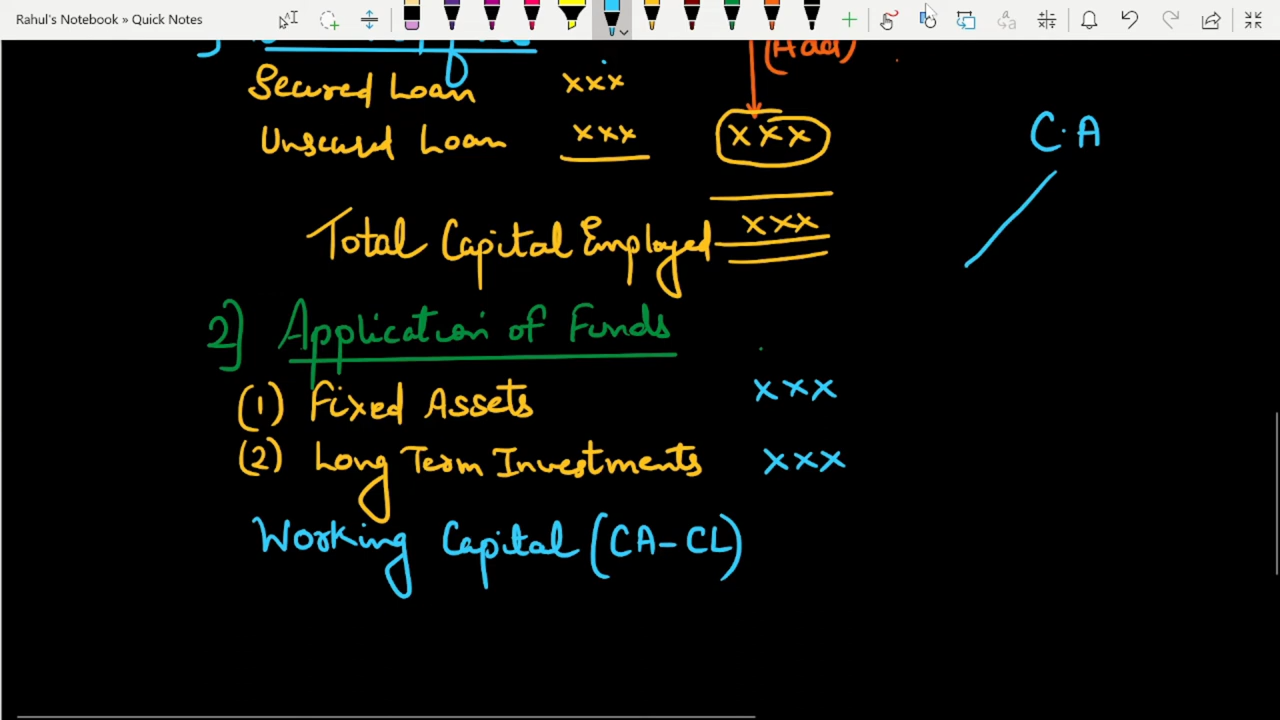 Rahul's Notebook » Quick Notes
(Add)
Secured Loan xxx
Unsecured Loan xxx xxx
C.A
Total Capital Employed xxx
2] Application of Funds
(1) Fixed Assets xxx
(2) Long Term Investments xxx
Working Capital (CA-CL)